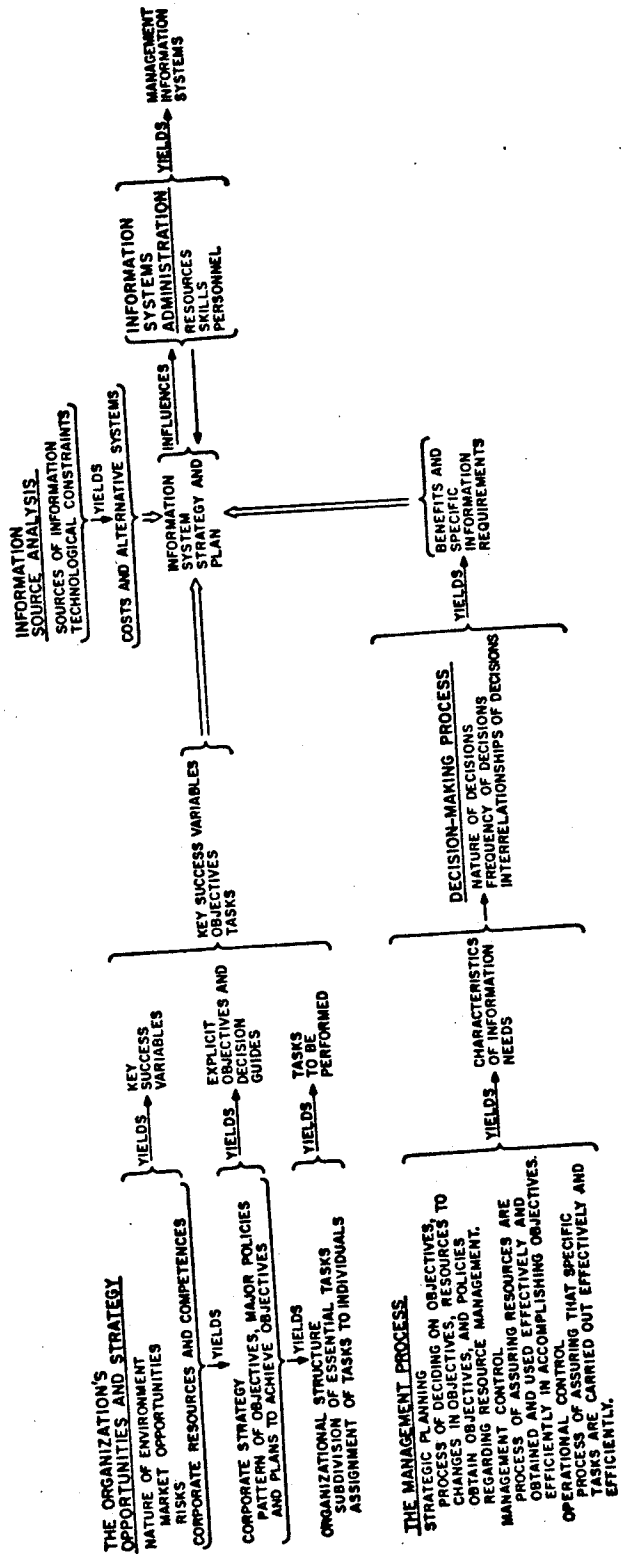 THE ORGANIZATION'S
OPPORTUNITIES AND STRATEGY
NATURE OF ENVIRONMENT
MARKET OPPORTUNITIES
RISKS
CORPORATE RESOURCES AND COMPETENCES
YIELDS
KEY
SUCCESS
VARIABLES
YIELDS
CORPORATE STRATEGY
PATTERN OF OBJECTIVES, MAJOR POLICIES
AND PLANS TO ACHIEVE OBJECTIVES
YIELDS
EXPLICIT
OBJECTIVES AND
DECISION
GUIDES
YIELDS
ORGANIZATIONAL STRUCTURE
SUBDIVISION OF ESSENTIAL TASKS
ASSIGNMENT OF TASKS TO INDIVIDUALS
YIELDS
TASKS
TO BE
PERFORMED
KEY SUCCESS VARIABLES
OBJECTIVES
TASKS
INFORMATION
SOURCE ANALYSIS
SOURCES OF INFORMATION
TECHNOLOGICAL CONSTRAINTS
YIELDS
COSTS AND ALTERNATIVE SYSTEMS
INFORMATION
SYSTEM
STRATEGY AND
PLAN
INFLUENCES
INFORMATION
SYSTEMS
ADMINISTRATION
RESOURCES
SKILLS
PERSONNEL
YIELDS
MANAGEMENT
INFORMATION
SYSTEMS
THE MANAGEMENT PROCESS
STRATEGIC PLANNING
PROCESS OF DECIDING ON OBJECTIVES,
CHANGES IN OBJECTIVES, RESOURCES TO
OBTAIN OBJECTIVES, AND POLICIES
REGARDING RESOURCE MANAGEMENT.
MANAGEMENT CONTROL
PROCESS OF ASSURING RESOURCES ARE
OBTAINED AND USED EFFECTIVELY AND
EFFICIENTLY IN ACCOMPLISHING OBJECTIVES.
OPERATIONAL CONTROL
PROCESS OF ASSURING THAT SPECIFIC
TASKS ARE CARRIED OUT EFFECTIVELY AND
EFFICIENTLY.
YIELDS
CHARACTERISTICS
OF INFORMATION
NEEDS
DECISION-MAKING PROCESS
NATURE OF DECISIONS
FREQUENCY OF DECISIONS
INTERRELATIONSHIPS OF DECISIONS
YIELDS
BENEFITS AND
SPECIFIC
INFORMATION
REQUIREMENTS